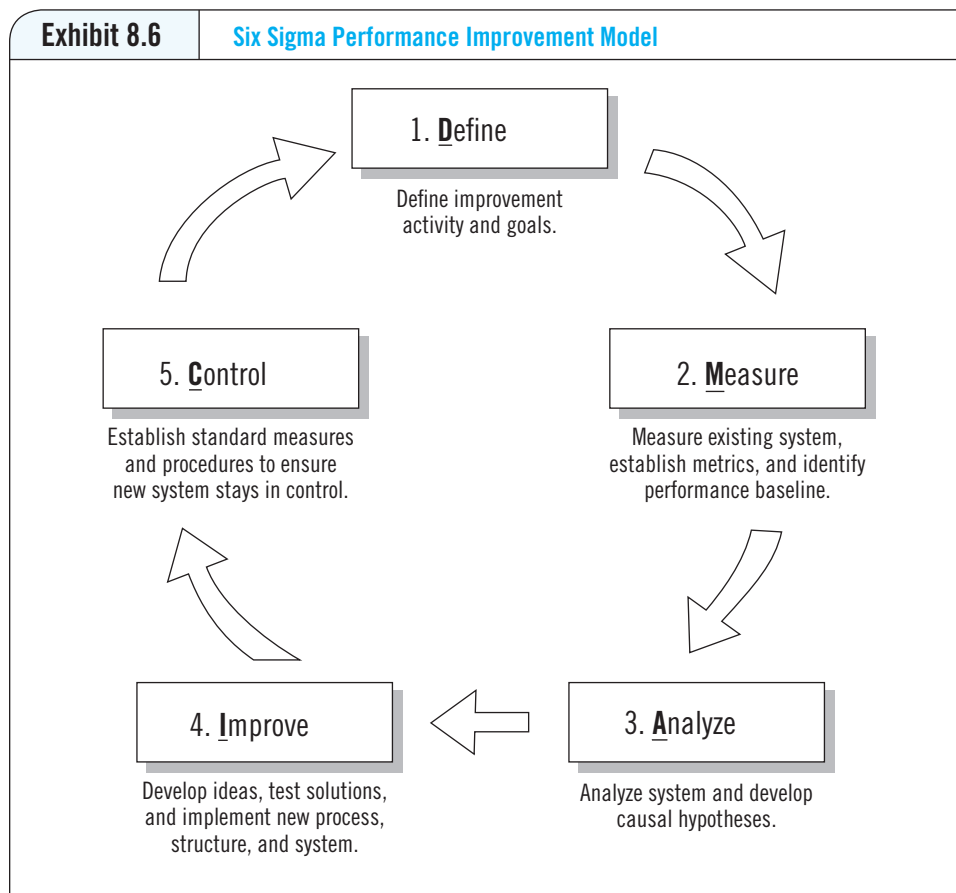 Exhibit 8.6
Six Sigma Performance Improvement Model
1. Define
Define improvement
activity and goals.
2. Measure
Measure existing system,
establish metrics, and identify
performance baseline.
3. Analyze
Analyze system and develop
causal hypotheses.
4. Improve
Develop ideas, test solutions,
and implement new process,
structure, and system.
5. Control
Establish standard measures
and procedures to ensure
new system stays in control.